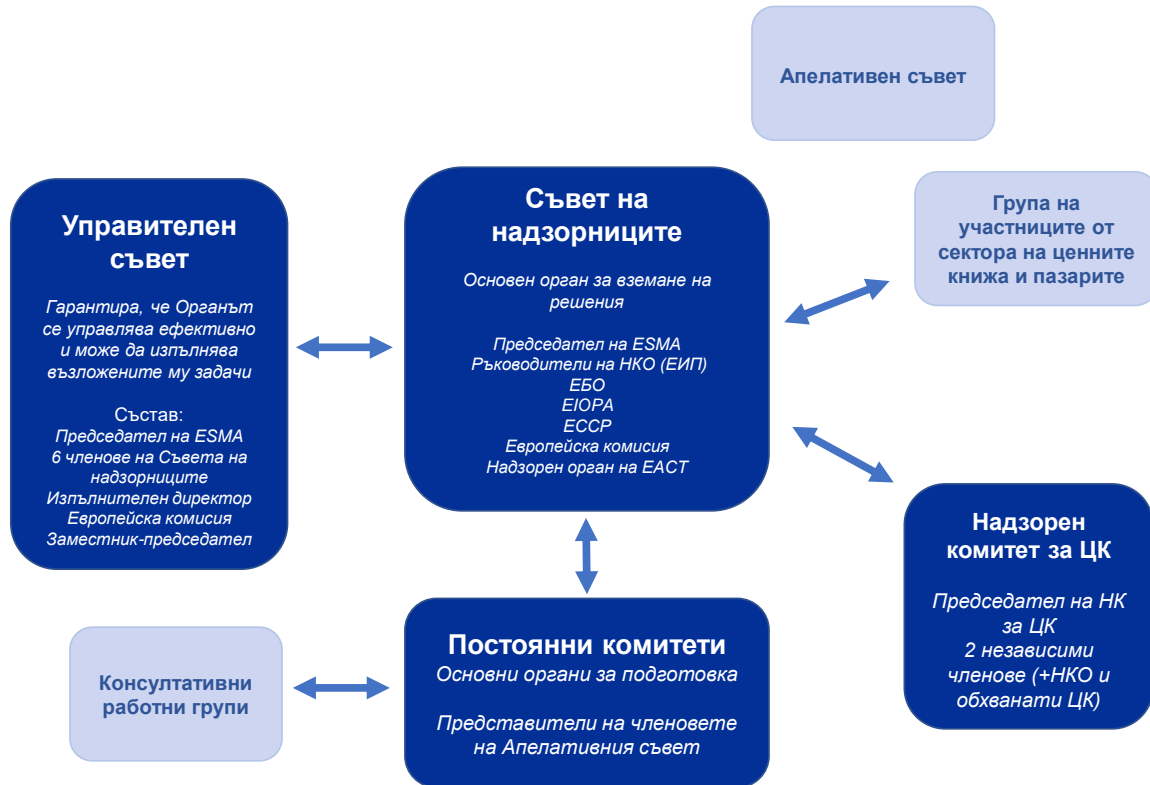 Апелативен съвет
Управителен
съвет
Гарантира, че Органът
се управлява ефективно
и може да изпълнява
възложените му задачи
Състав:
Председател на ESMA
6 членове на Съвета на
надзорниците
Изпълнителен директор
Европейска комисия
Заместник-председател
Съвет на
надзорниците
Основен орган за вземане на
решения
Председател на ESMA
Ръководители на НКО (ЕИП)
ЕБО
EIOPA
ЕССР
Европейска комисия
Надзорен орган на ЕАСТ
Група на
участниците от
сектора на ценните
книжа и пазарите
Надзорен
комитет за ЦК
Председател на НК
за ЦК
2 независими
членове (+НКО и
обхванати ЦК)
Постоянни комитети
Основни органи за подготовка
Представители на членовете
на Апелативния съвет
Консултативни
работни групи